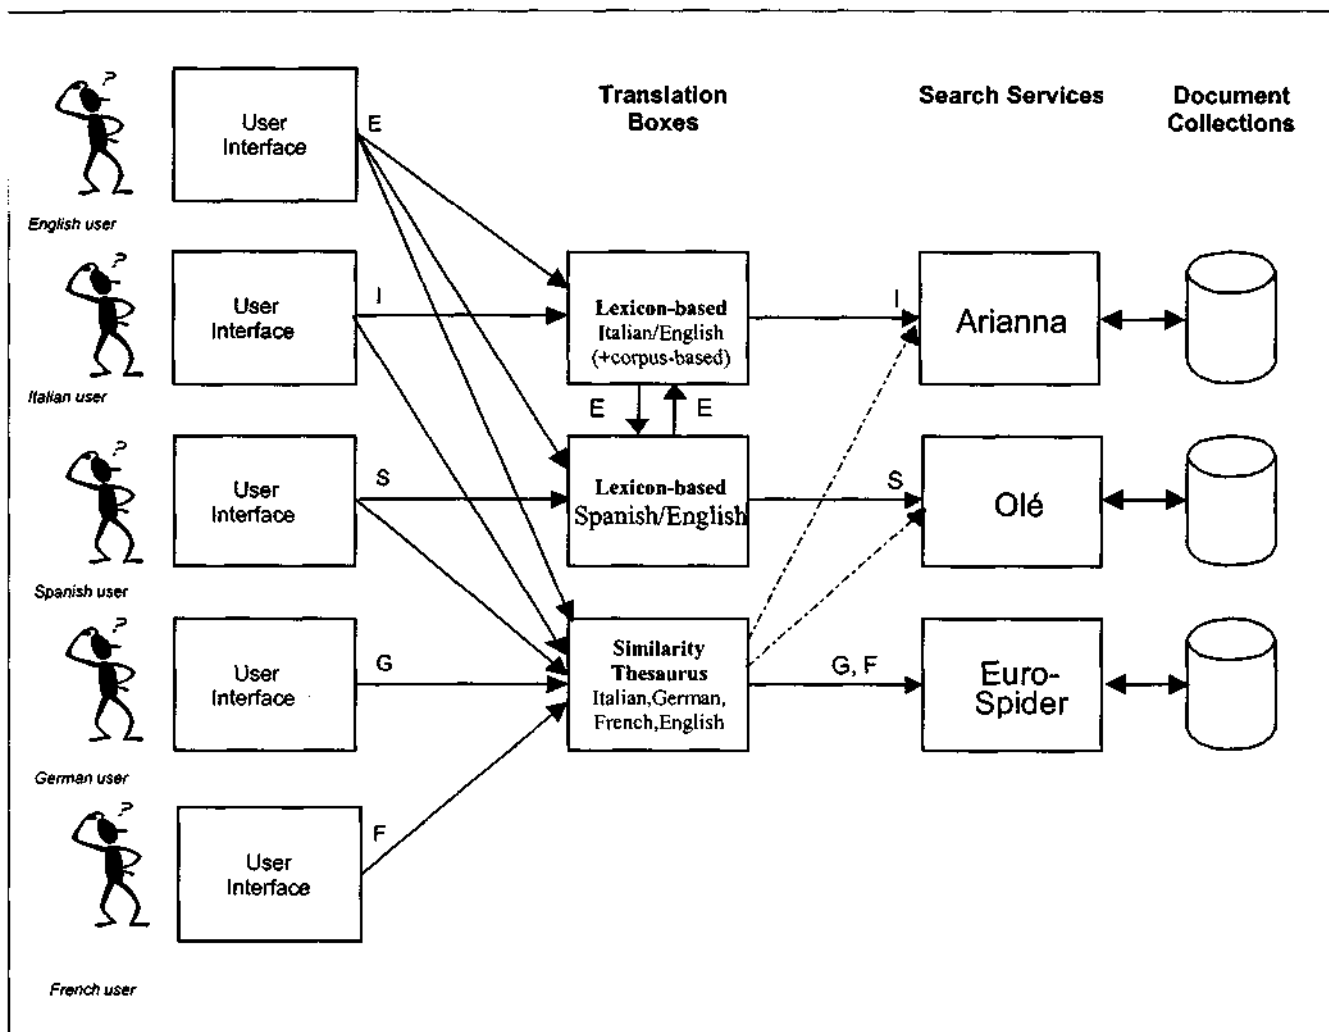 Translation
Boxes
Search Services
Document
Collections
?
User
Interface
E
English user
?
User
Interface
I
Lexicon-based
Italian/English
(+corpus-based)
I
Arianna
Italian user
E
E
?
User
Interface
S
Lexicon-based
Spanish/English
S
Olé
Spanish user
?
User
Interface
G
Similarity
Thesaurus
Italian,German,
French,English
G, F
Euro-
Spider
German user
?
User
Interface
F
French user